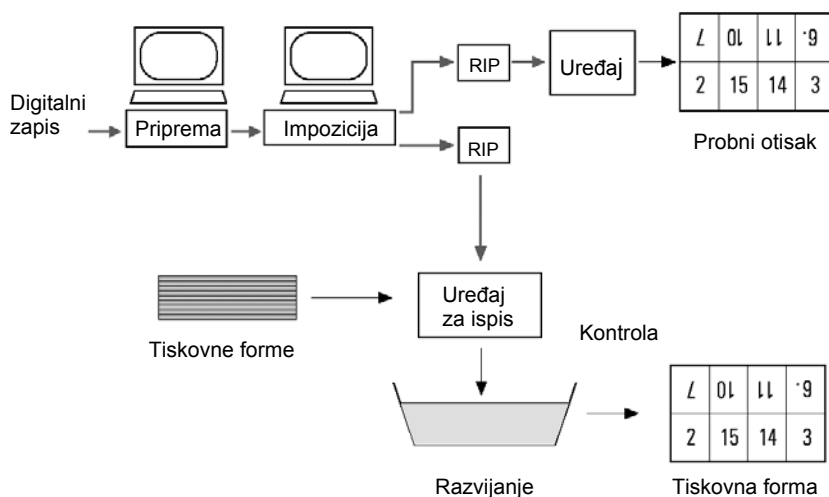 Digitalni
zapis
Priprema
Impozicija
RIP
Uređaj
7 10 11 6.
2 15 14 3
Probni otisak
RIP
Tiskovne forme
Uređaj
za ispis
Kontrola
Razvijanje
7 10 11 6.
2 15 14 3
Tiskovna forma